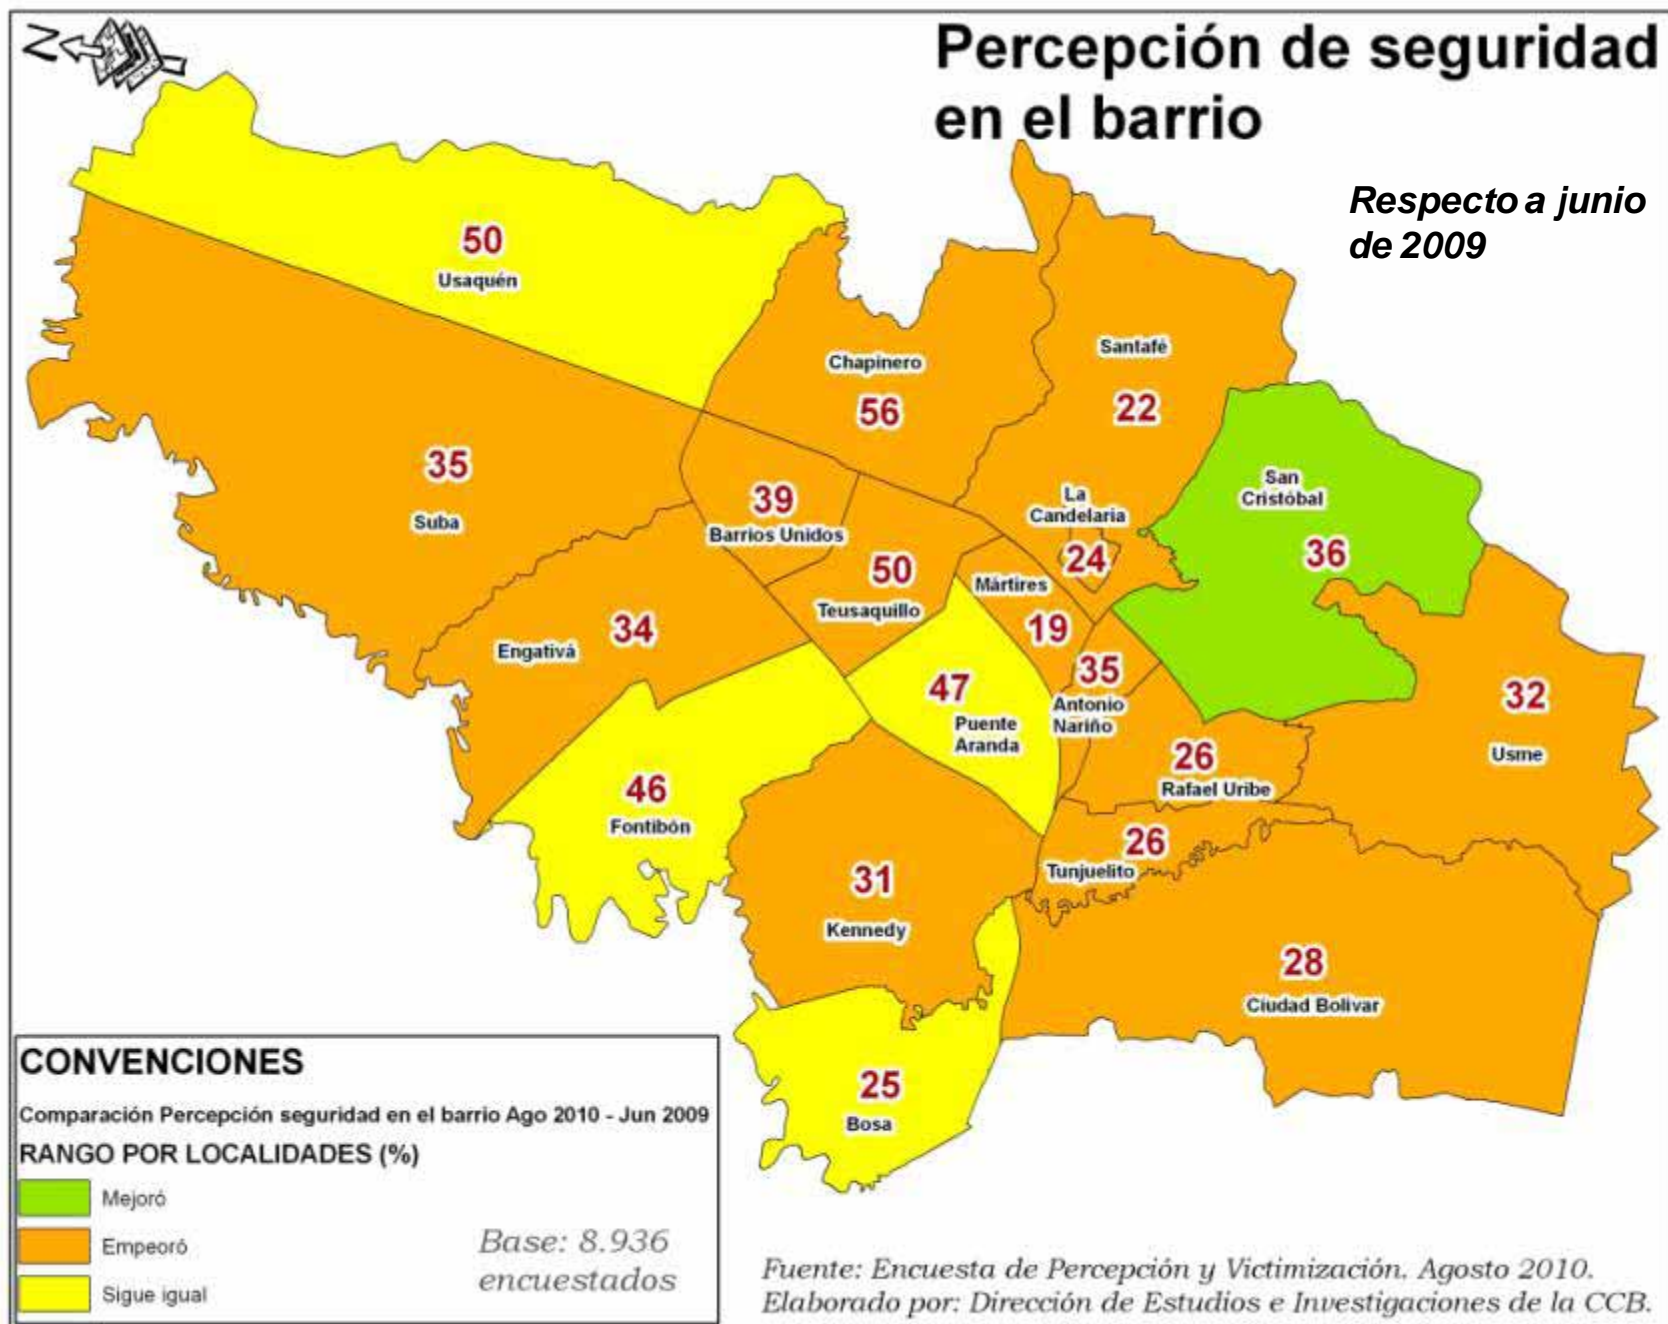 N
Percepción de seguridad
en el barrio
Respecto a junio
de 2009
50
Usaquén
Chapinero
56
Santafé
22
35
Suba
39
Barrios Unidos
La
Candelaria
24
San
Cristóbal
36
50
Teusaquillo
Mártires
19
Engativá
34
47
Puente
Aranda
35
Antonio
Nariño
32
Usme
26
Rafael Uribe
46
Fontibón
26
Tunjuelito
31
Kennedy
28
Ciudad Bolivar
25
Bosa
CONVENCIONES
Comparación Percepción seguridad en el barrio Ago 2010 - Jun 2009
RANGO POR LOCALIDADES (%)
Mejoró
Empeoró
Sigue igual
Base: 8.936
encuestados
Fuente: Encuesta de Percepción y Victimización. Agosto 2010.
Elaborado por: Dirección de Estudios e Investigaciones de la CCB.